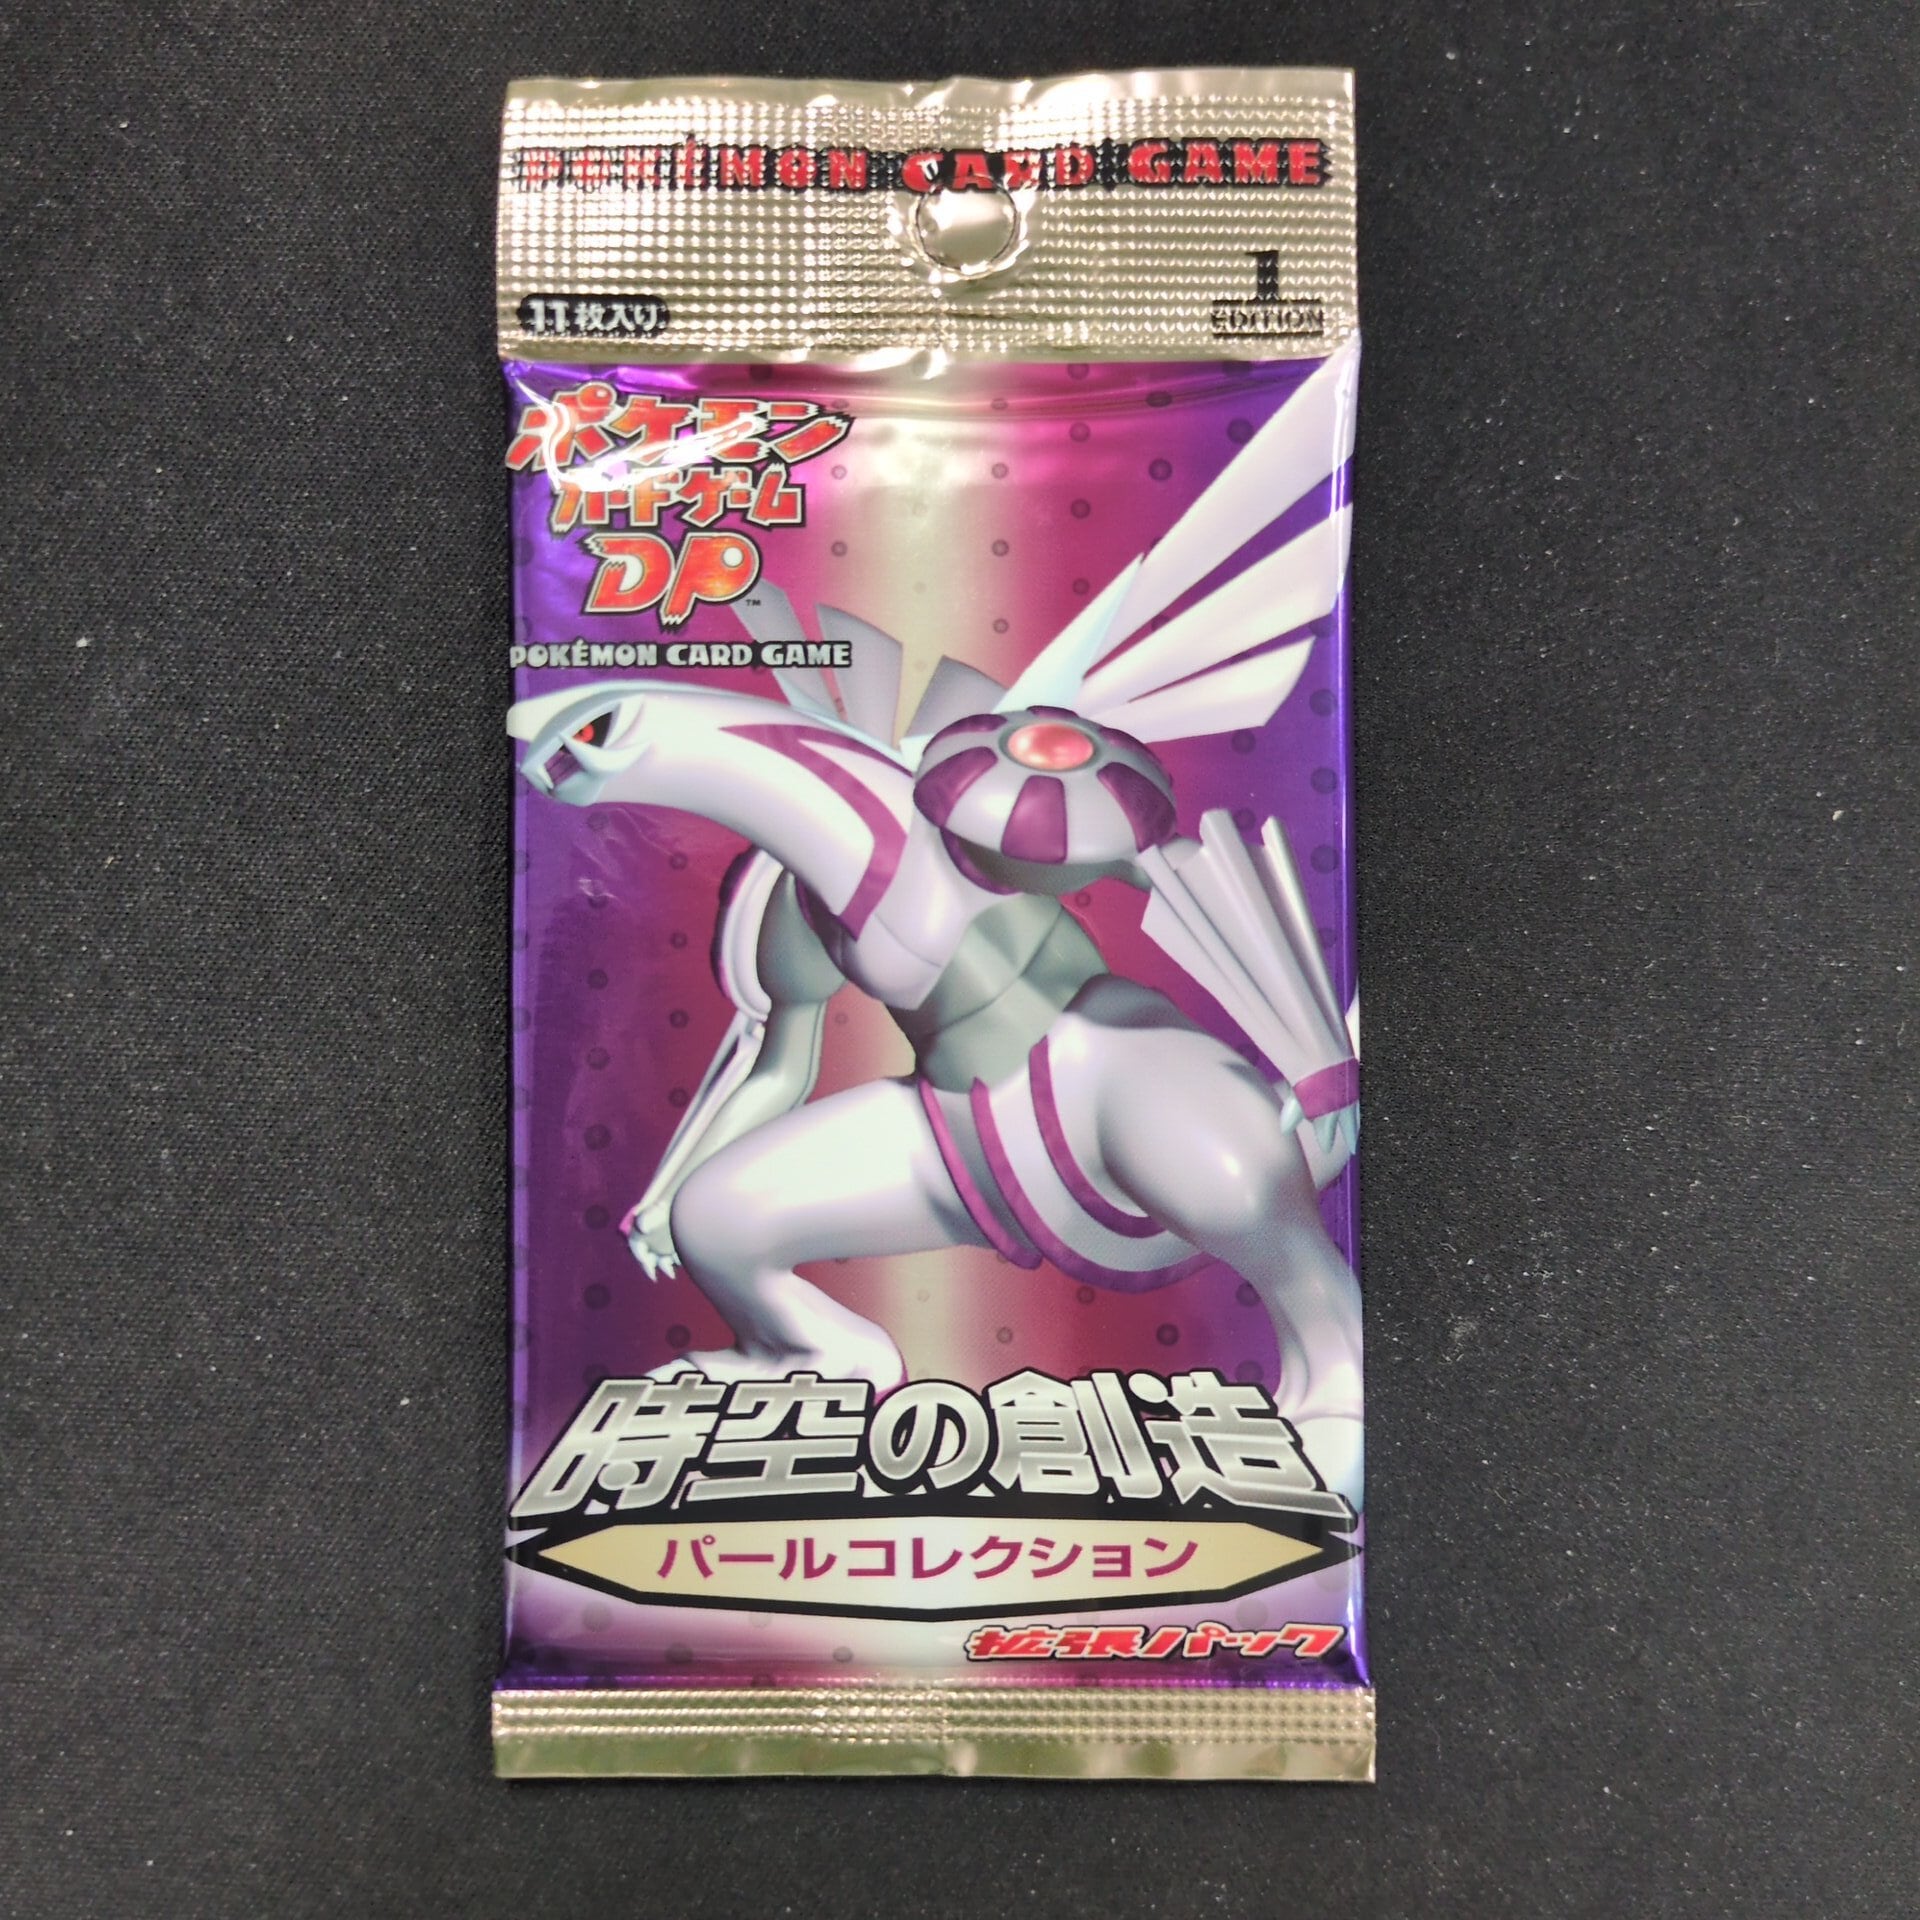 POKÉMON CARD GAME
11枚入り
1
EDITION
ポケモン
カードゲーム
DP™
POKÉMON CARD GAME
時空の創造
パールコレクション
拡張パック